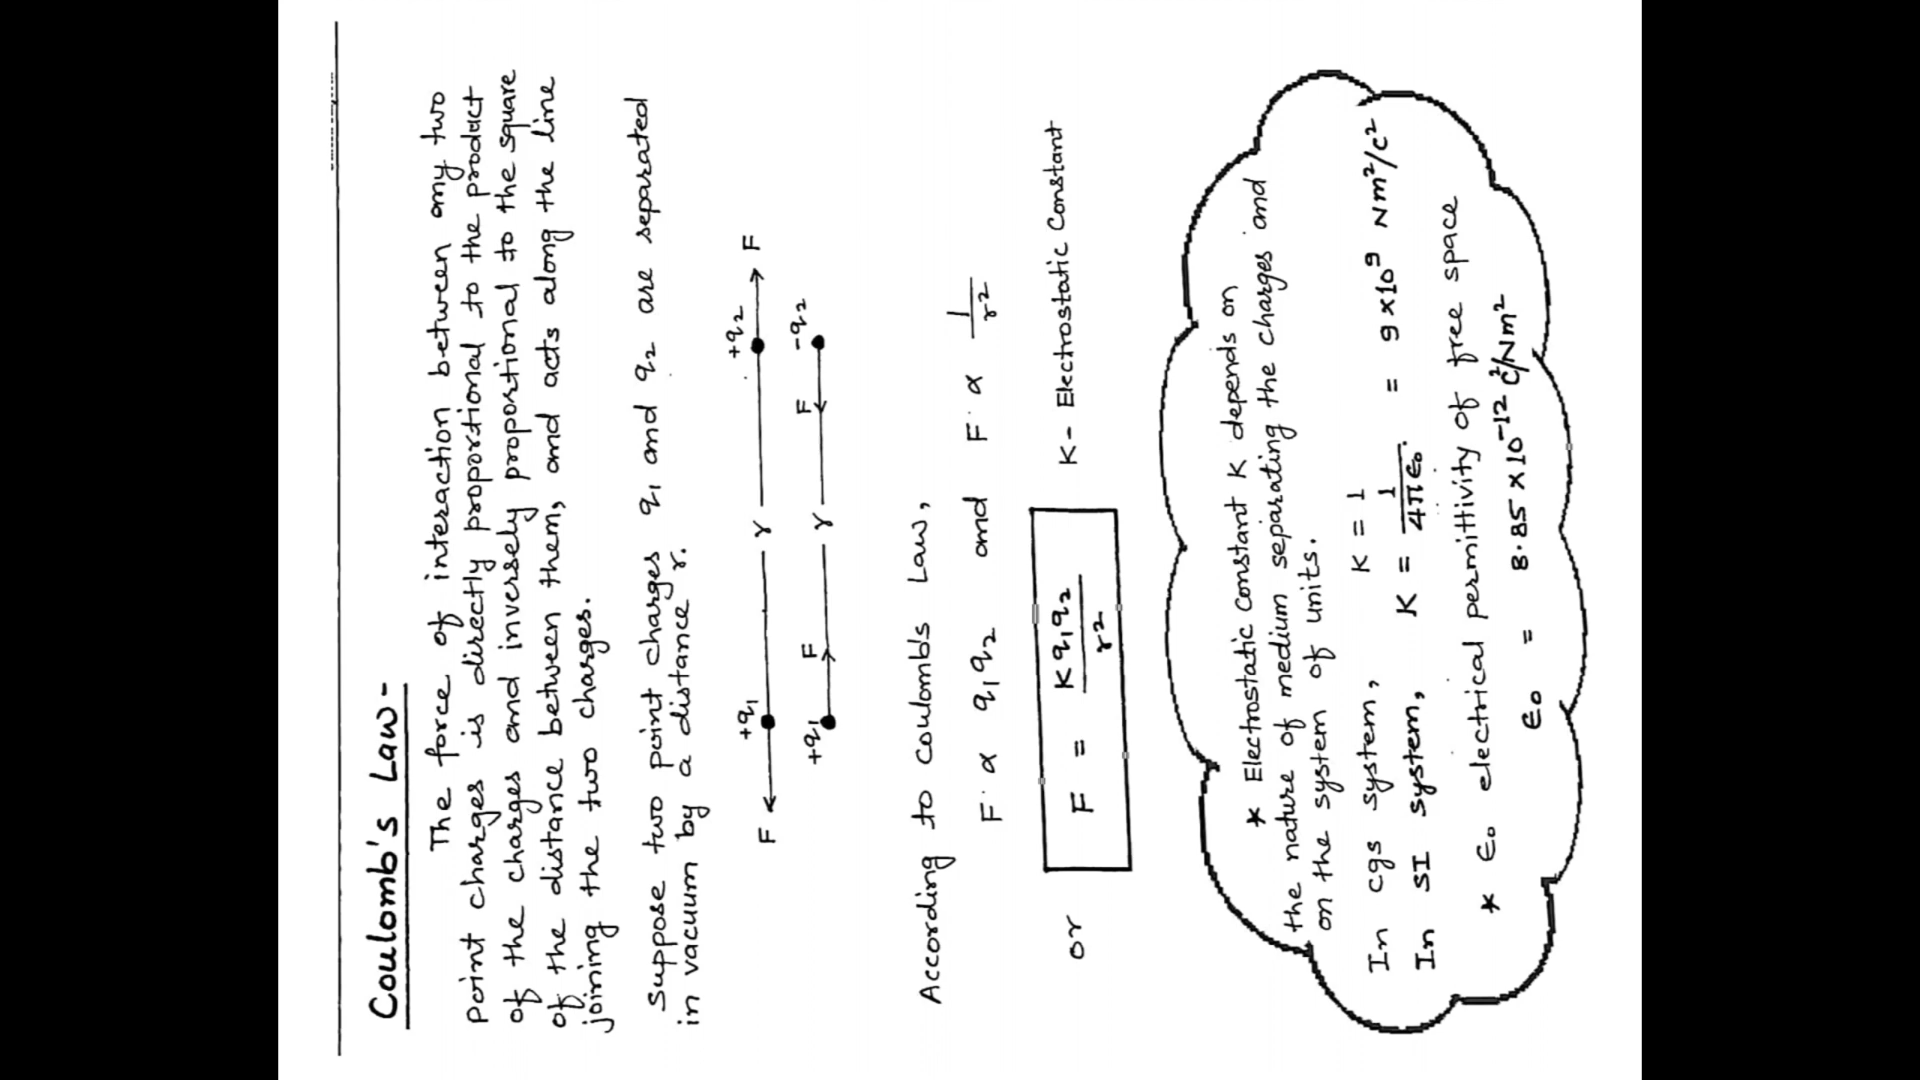 Coulomb's Law-
The force of interaction between any two
point charges is directly proportional to the product
of the charges and inversely proportional to the square
of the distance between them, and acts along the line
joining the two charges.
Suppose two point charges q₁ and q₂ are separated
in vacuum by a distance r.
F +q₁ r +q₂ F
+q₁ F r F -q₂
According to coulomb's Law,
F ∝ q₁q₂ and F ∝ 1/r²
or F = Kq₁q₂/r² K- Electrostatic Constant
* Electrostatic constant K depends on
the nature of medium separating the charges and
on the system of units.
In cgs system, K = 1
In SI system, K = 1/4πε₀ = 9×10⁹ Nm²/c²
* ε₀ electrical permittivity of free space
ε₀ = 8.85×10⁻¹² C²/Nm²